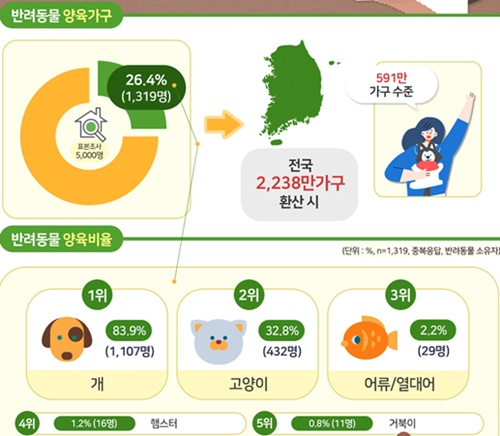 반려동물 양육가구
26.4%
(1,319명)
표본조사
5,000명
591만
가구 수준
전국
2,238만가구
환산 시
반려동물 양육비율
(단위 : %, n=1,319, 중복응답, 반려동물 소유자)
1위
83.9%
(1,107명)
개
2위
32.8%
(432명)
고양이
3위
2.2%
(29명)
어류/열대어
4위 1.2% (16명) 햄스터
5위 0.8% (11명) 거북이